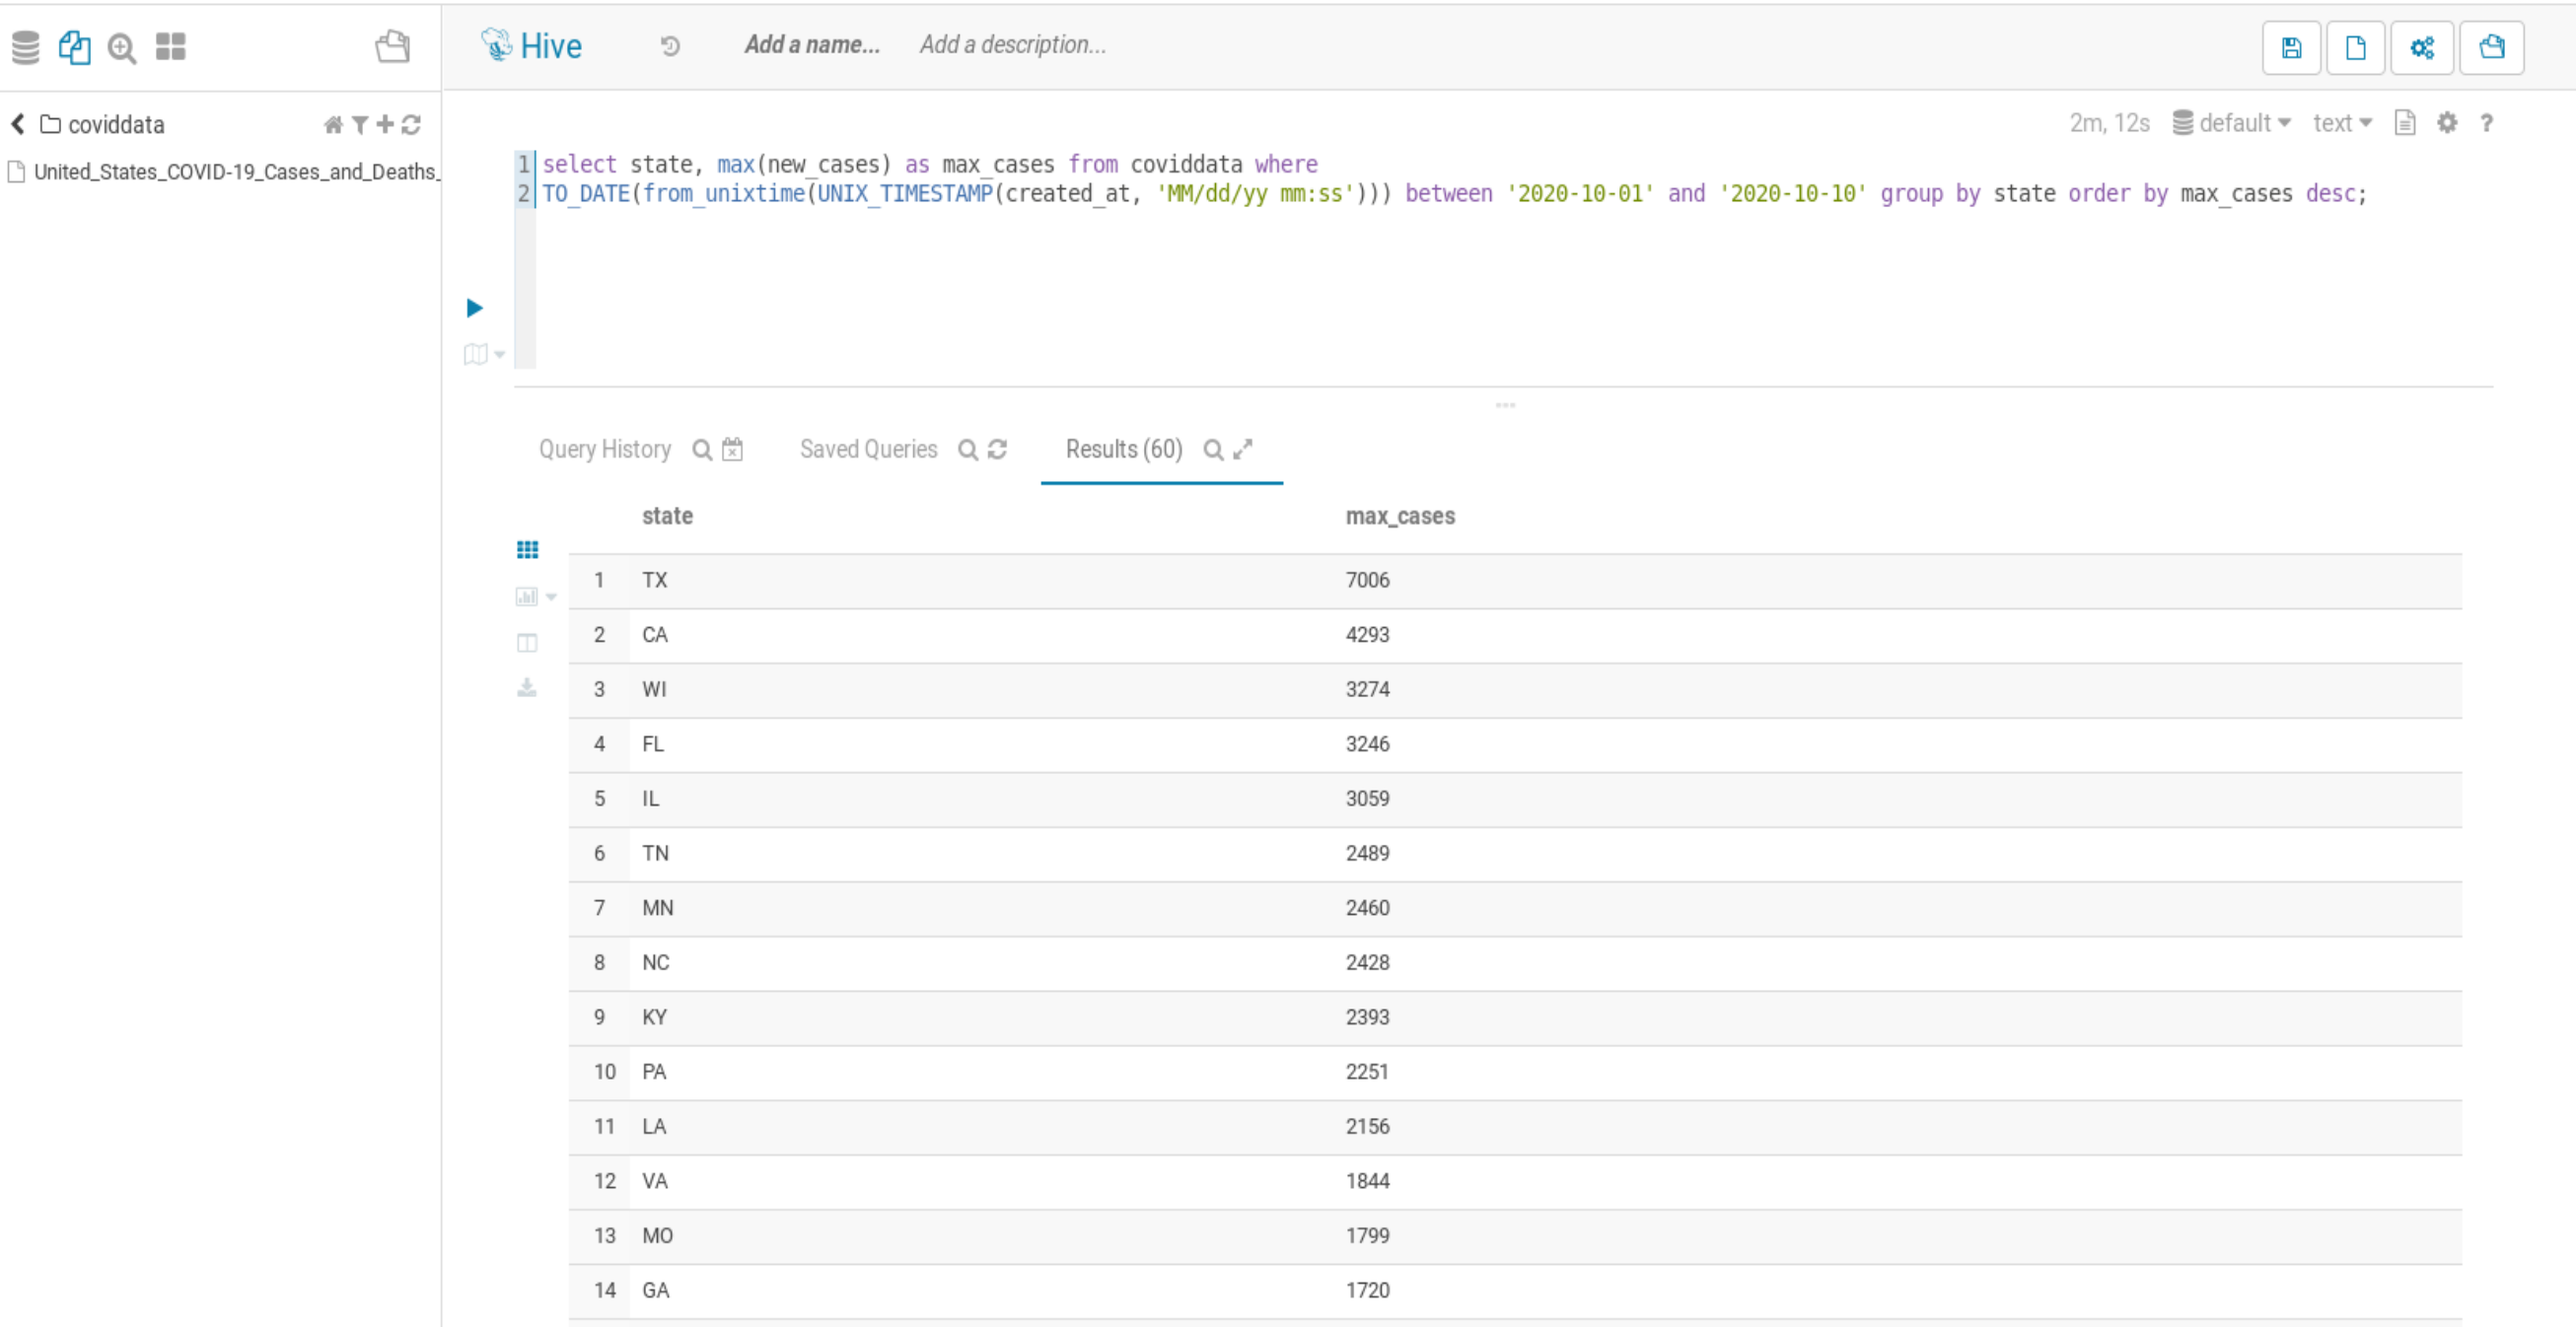 Hive Add a name... Add a description...
coviddata
United_States_COVID-19_Cases_and_Deaths_
2m, 12s default text ?
1 select state, max(new_cases) as max_cases from coviddata where
2 TO_DATE(from_unixtime(UNIX_TIMESTAMP(created_at, 'MM/dd/yy mm:ss'))) between '2020-10-01' and '2020-10-10' group by state order by max_cases desc;
Query History Saved Queries Results (60)
state max_cases
1 TX 7006
2 CA 4293
3 WI 3274
4 FL 3246
5 IL 3059
6 TN 2489
7 MN 2460
8 NC 2428
9 KY 2393
10 PA 2251
11 LA 2156
12 VA 1844
13 MO 1799
14 GA 1720